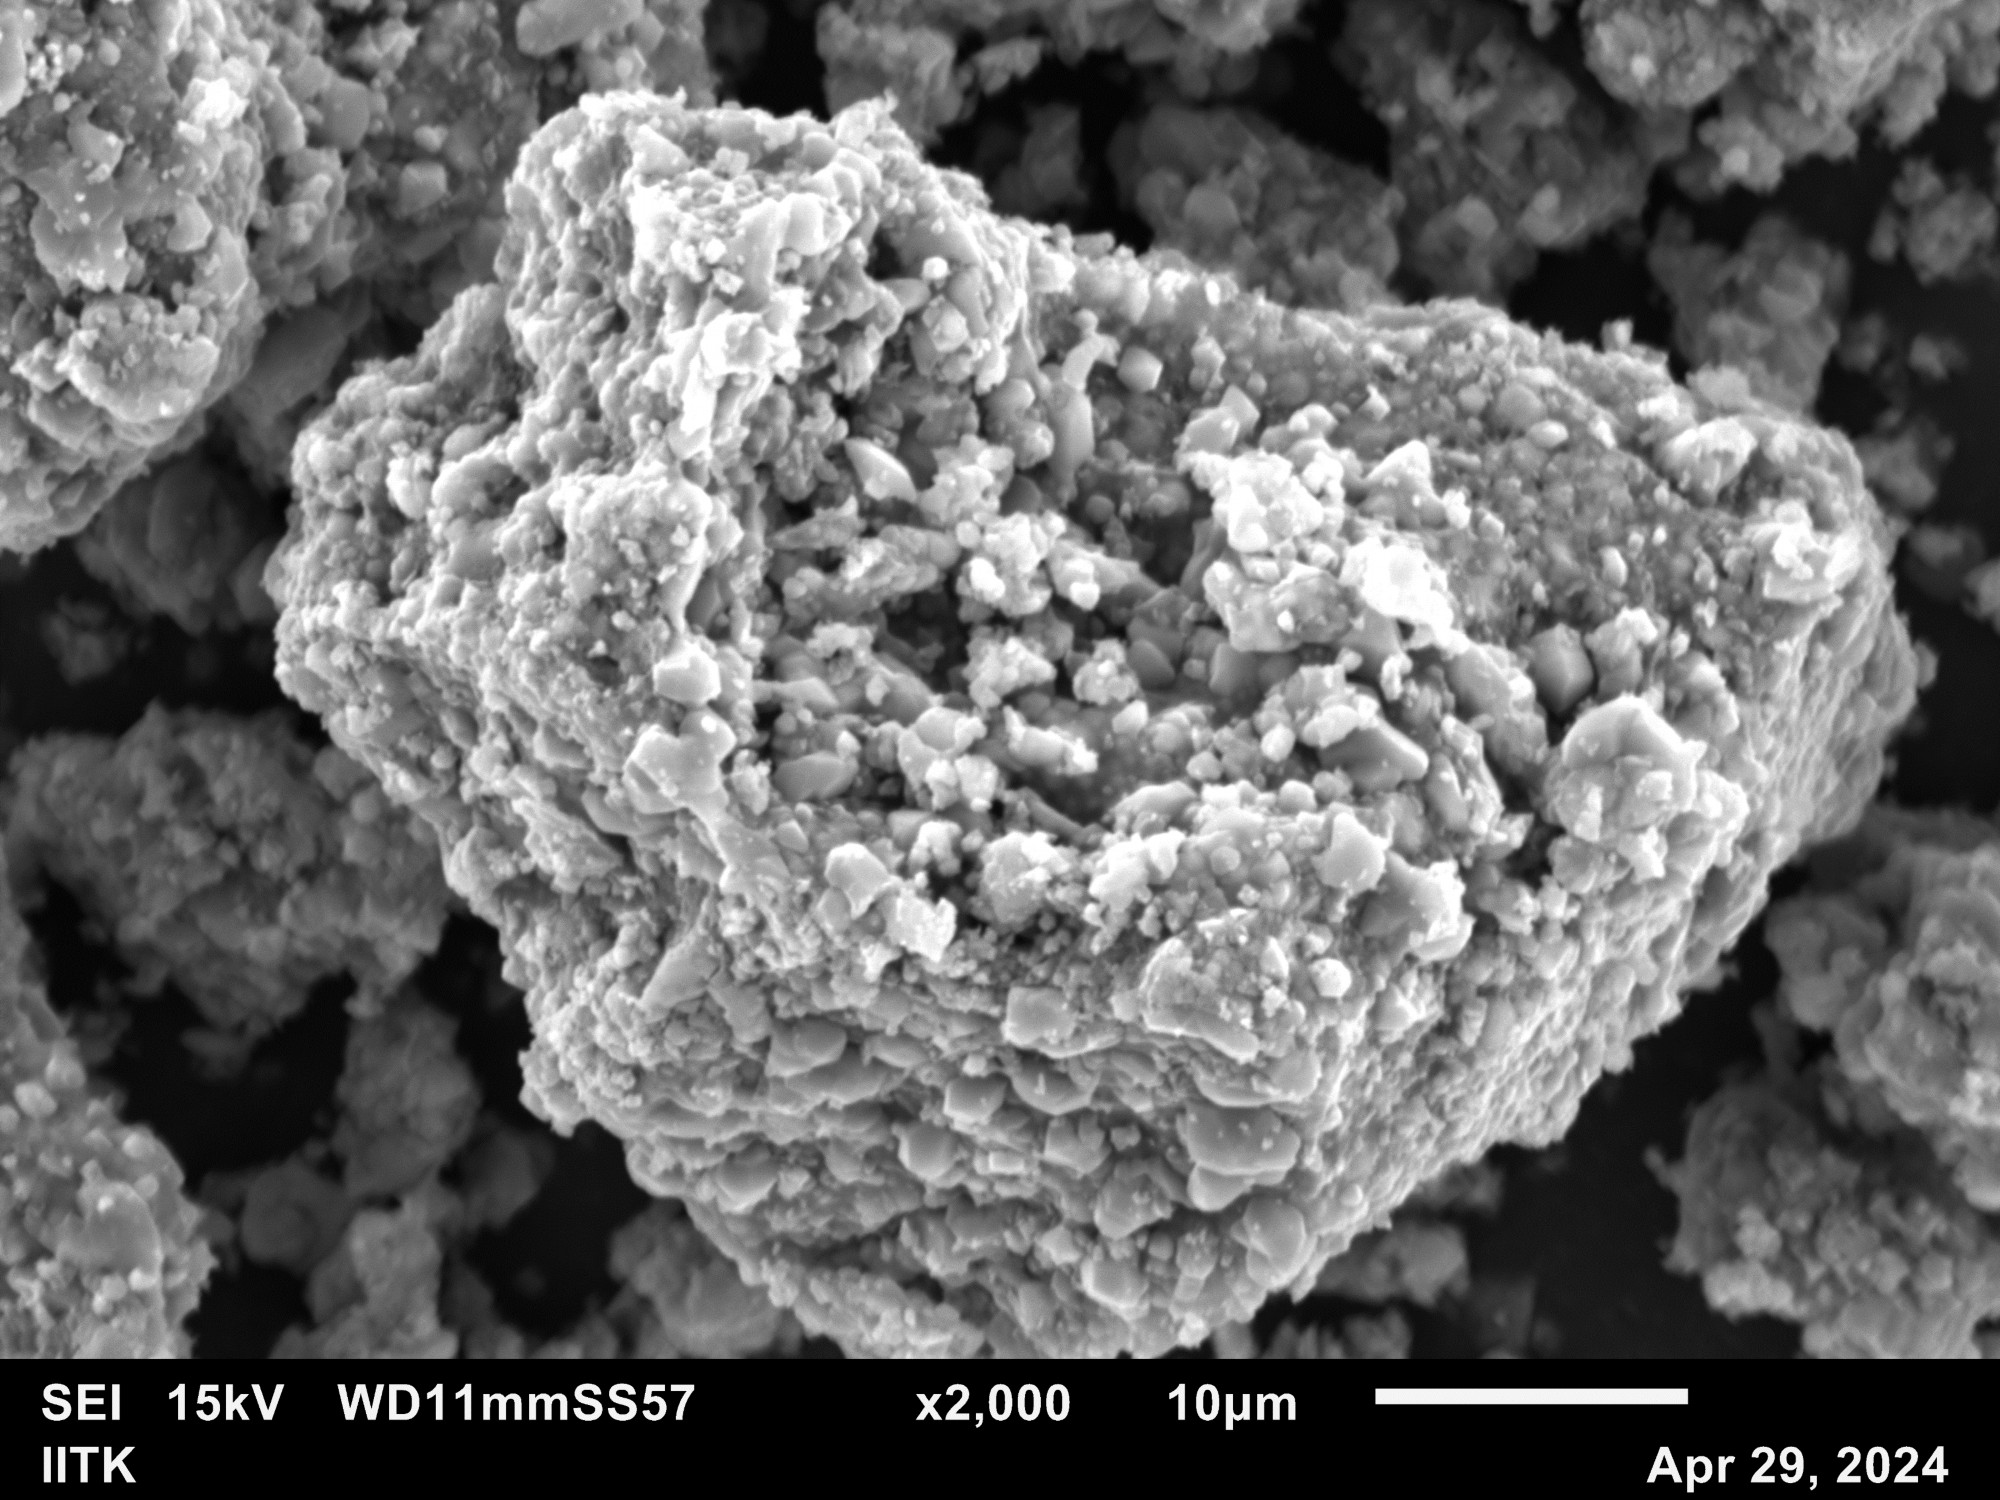 SEI 15kV WD11mmSS57 x2,000 10µm
IITK Apr 29, 2024